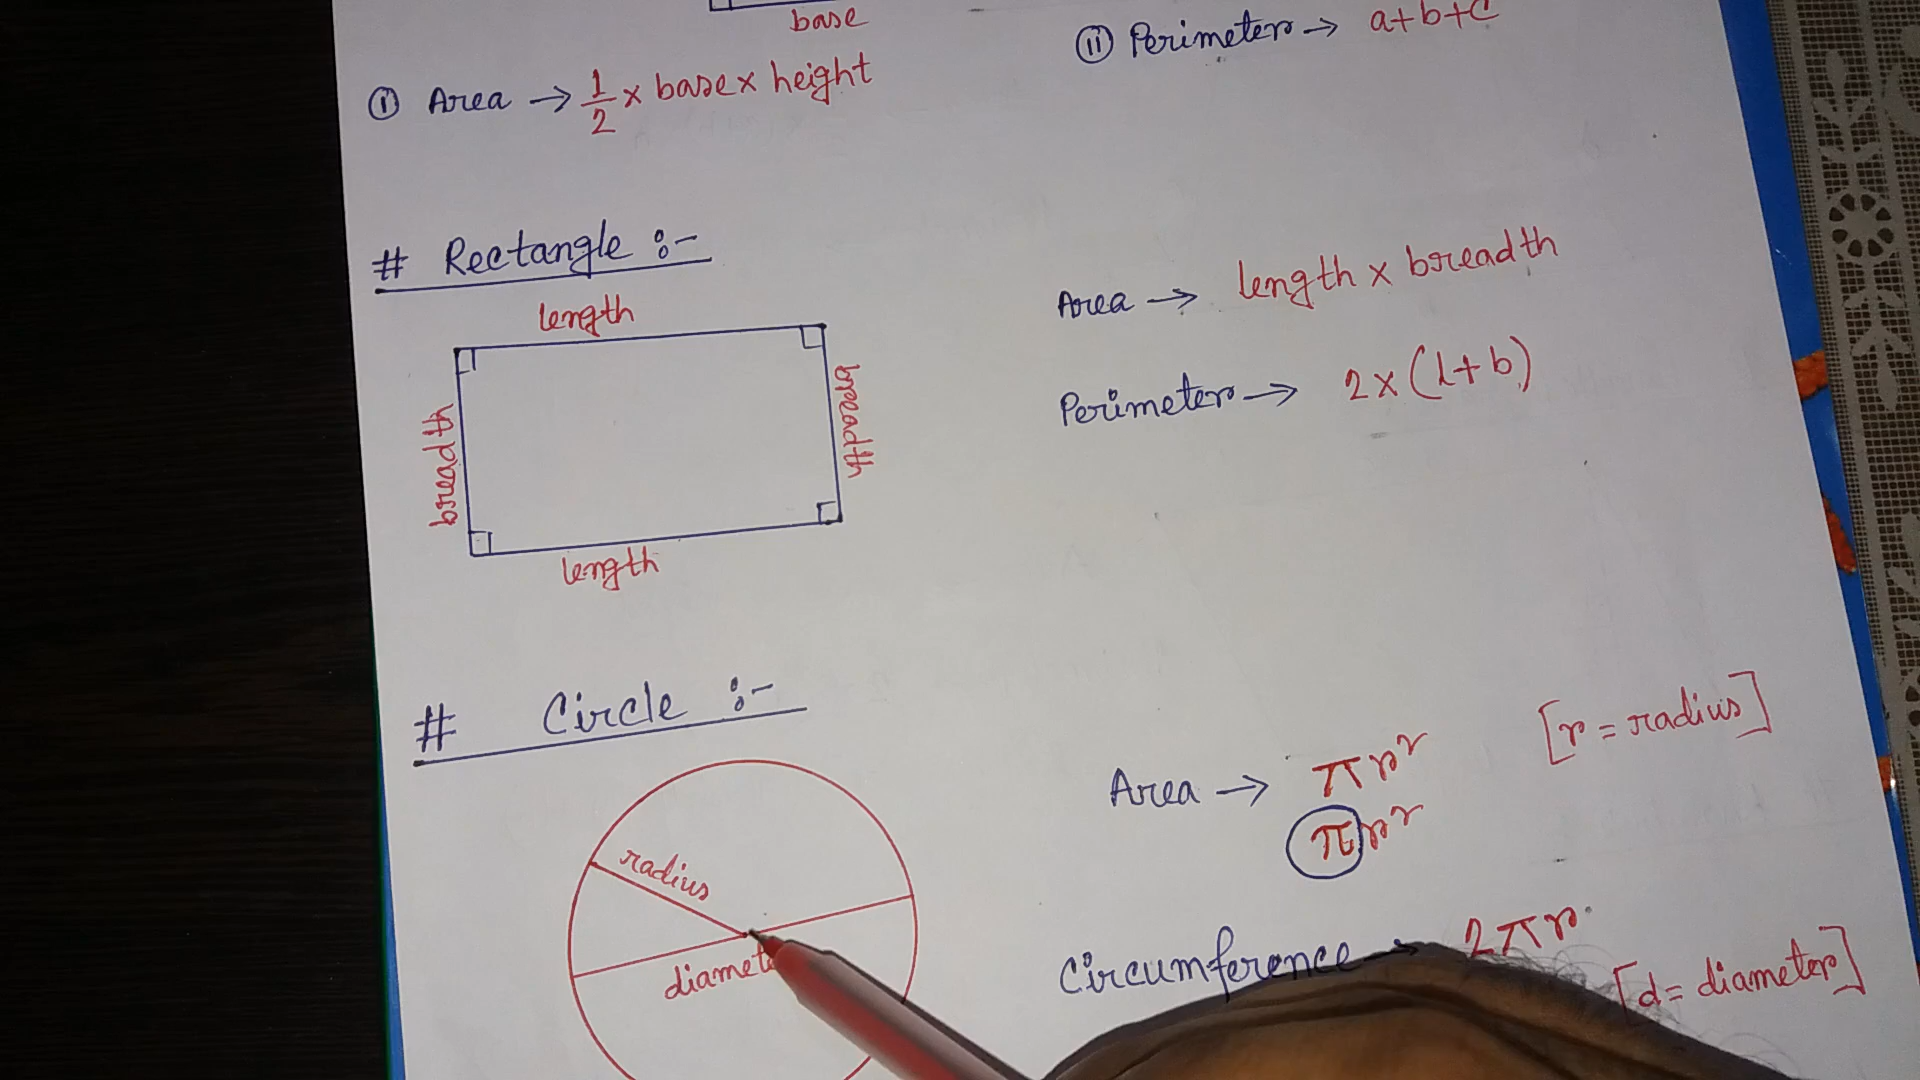 base
(i) Area → 1/2 × base × height
(ii) Perimeter → a+b+c
# Rectangle :-
length
breadth
breadth
length
Area → length × breadth
Perimeter → 2×(l+b)
# Circle :-
radius
Area → πr² [r = radius]
πr²
Circumference → 2πr
[d= diameter]